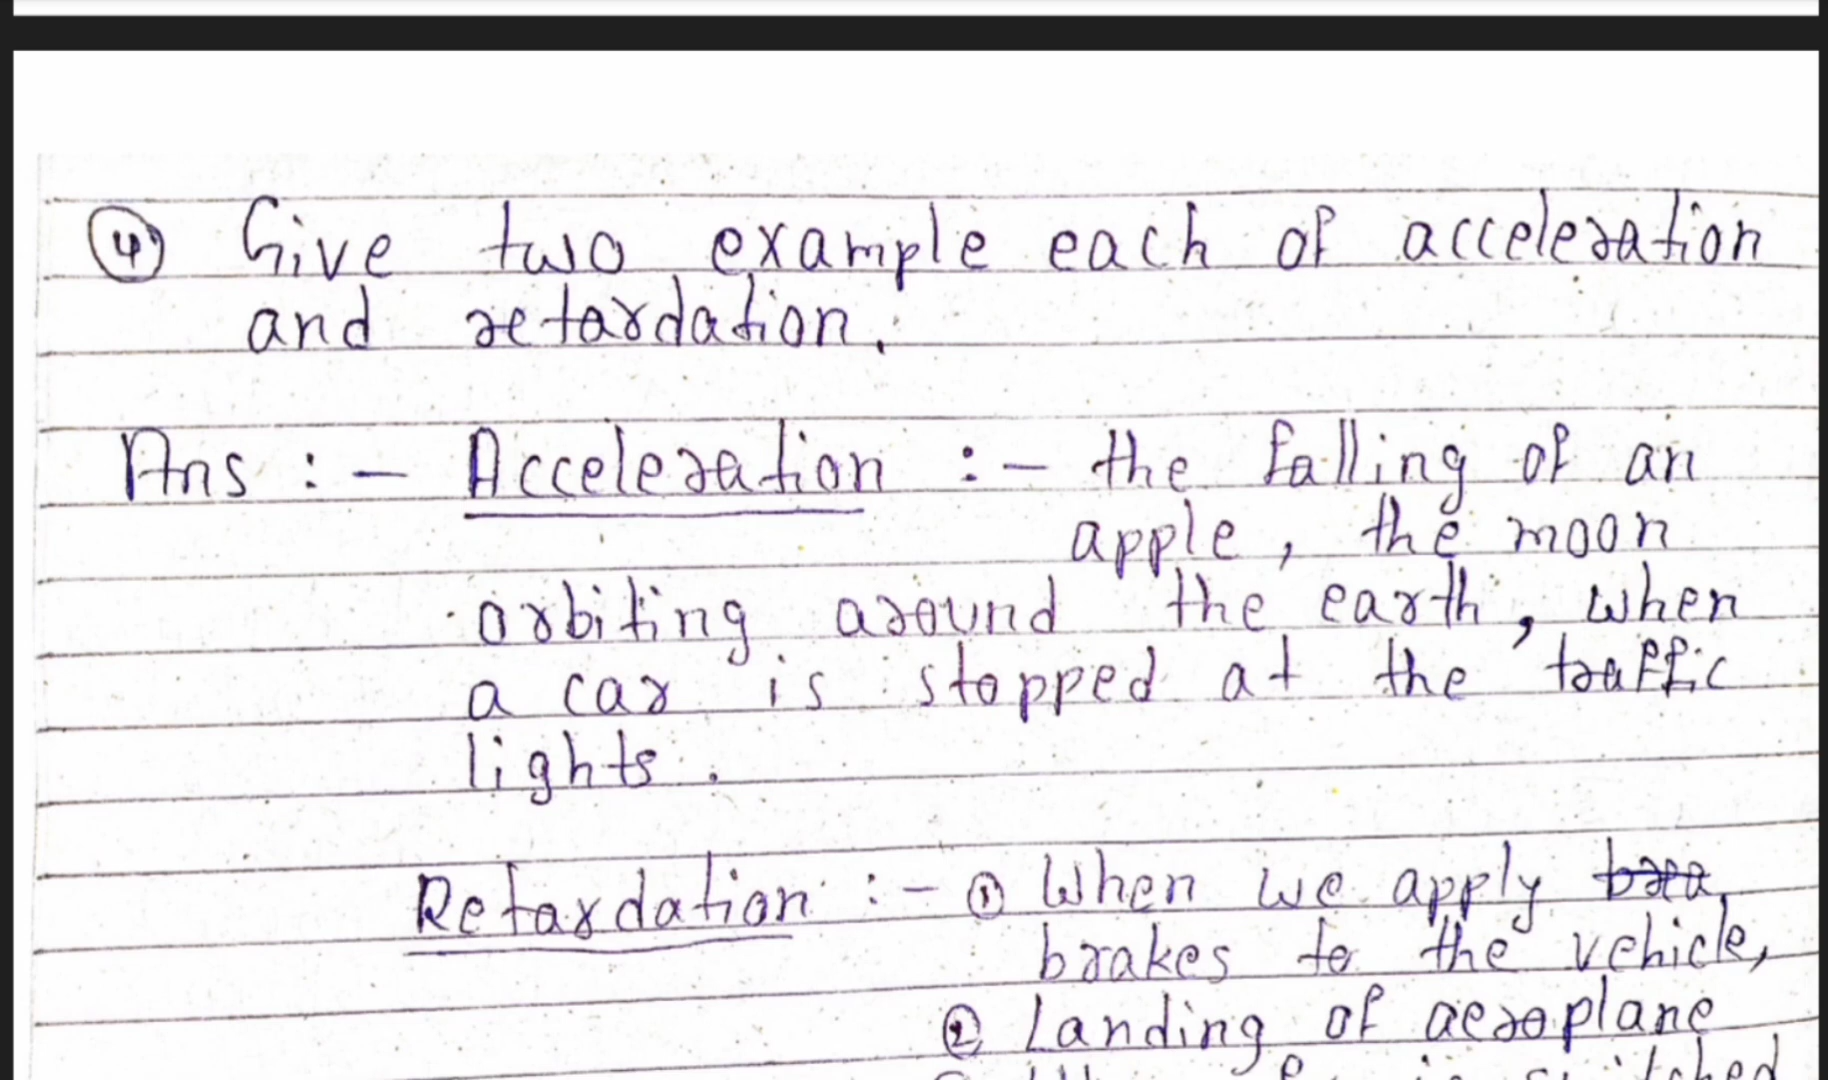 ④ Give two example each of acceleration
and retardation.
Ans :- Acceleration :- the falling of an
apple, the moon
orbiting around the earth, when
a car is stopped at the traffic
lights.
Retardation :- ① When we apply bra
brakes to the vehicle,
② Landing of aeroplane